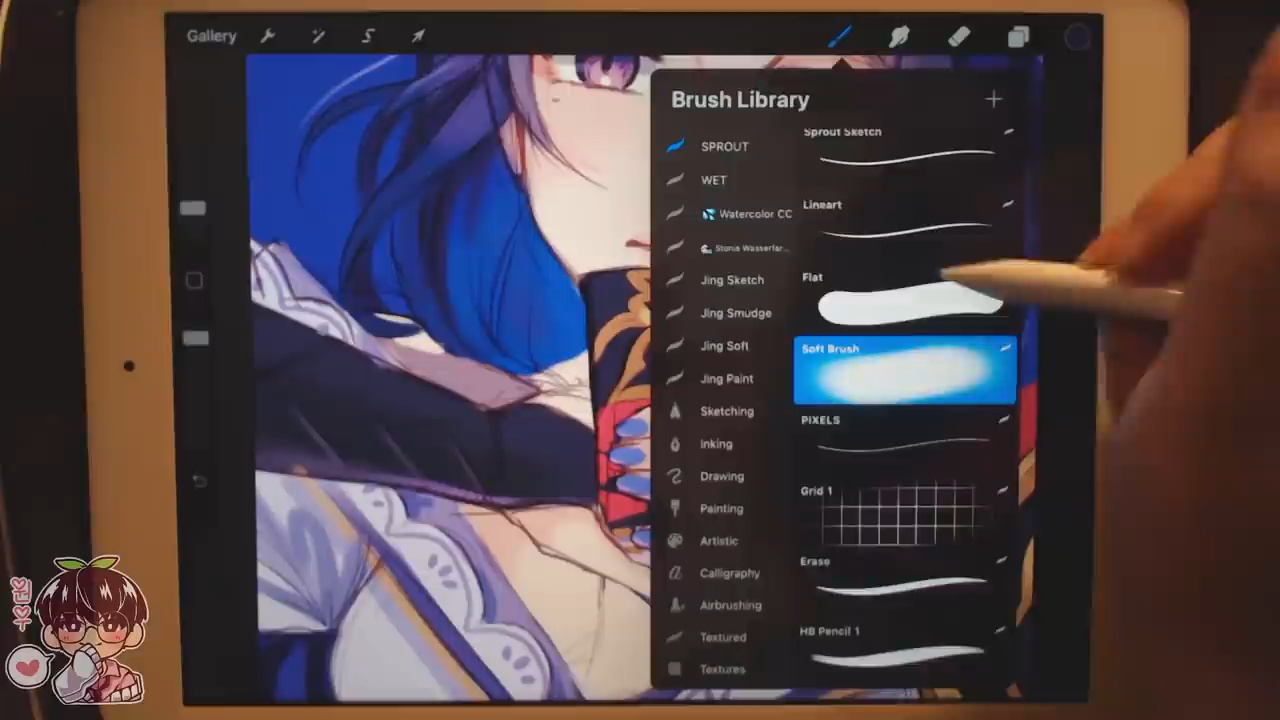 Gallery
Brush Library
SPROUT
WET
Watercolor CC
Jing Sketch
Jing Smudge
Jing Soft
Jing Paint
Sketching
Inking
Drawing
Painting
Artistic
Calligraphy
Airbrushing
Textured
Textures
Sprout Sketch
Lineart
Flat
Soft Brush
PIXELS
Grid 1
Erase
HB Pencil 1